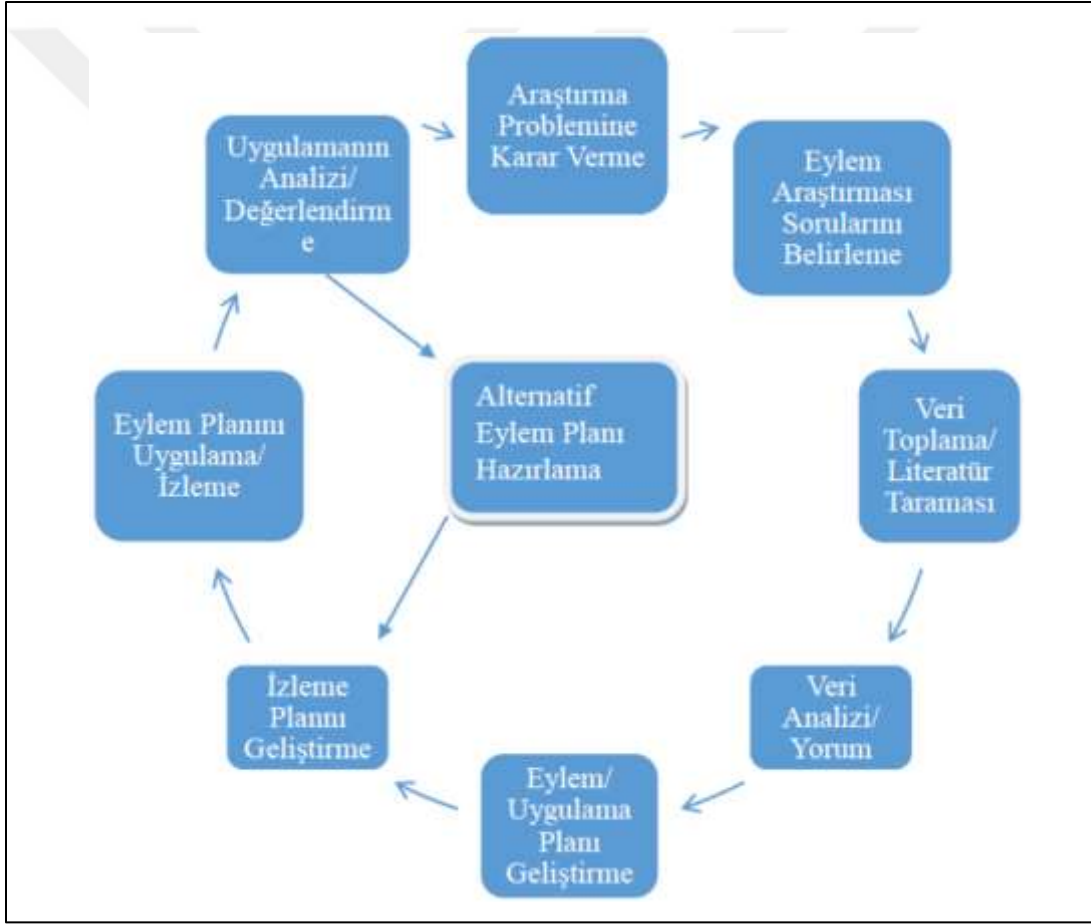 Araştırma
Problemine
Karar Verme
Eylem
Araştırması
Sorularını
Belirleme
Veri
Toplama/
Literatür
Taraması
Veri
Analizi/
Yorum
Eylem/
Uygulama
Planı
Geliştirme
İzleme
Plannı
Geliştirme
Eylem Planını
Uygulama/
İzleme
Uygulamanın
Analizi/
Değerlendirm
e
Alternatif
Eylem Planı
Hazırlama